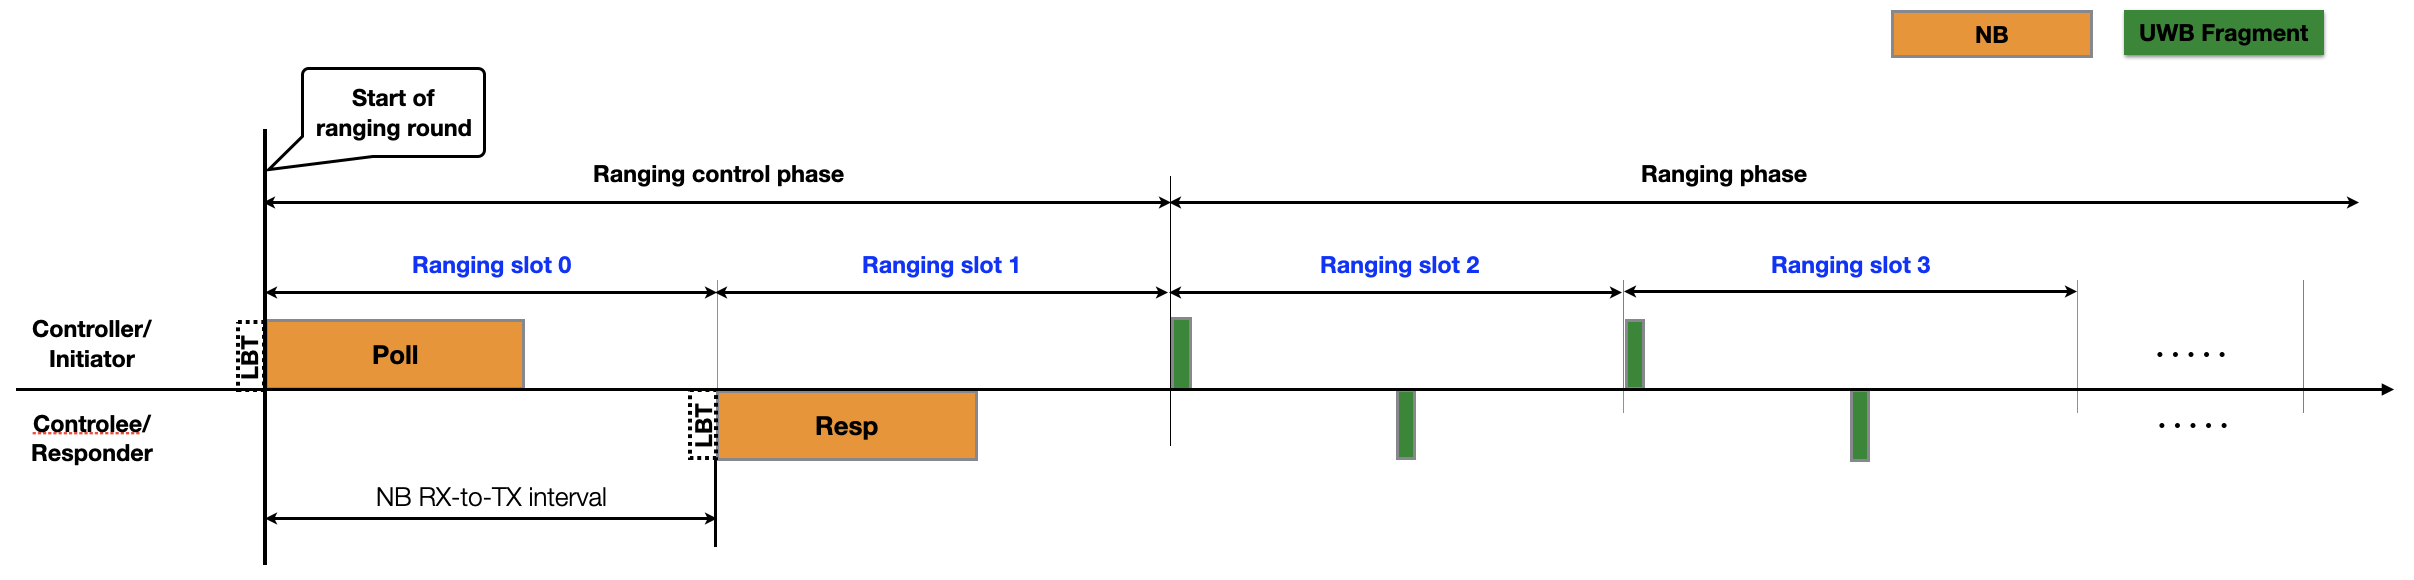 NB
UWB Fragment
Start of
ranging round
Ranging control phase
Ranging phase
Ranging slot 0
Ranging slot 1
Ranging slot 2
Ranging slot 3
Controller/
Initiator
LBT
Poll
.....
Controlee/
Responder
LBT
Resp
.....
NB RX-to-TX interval